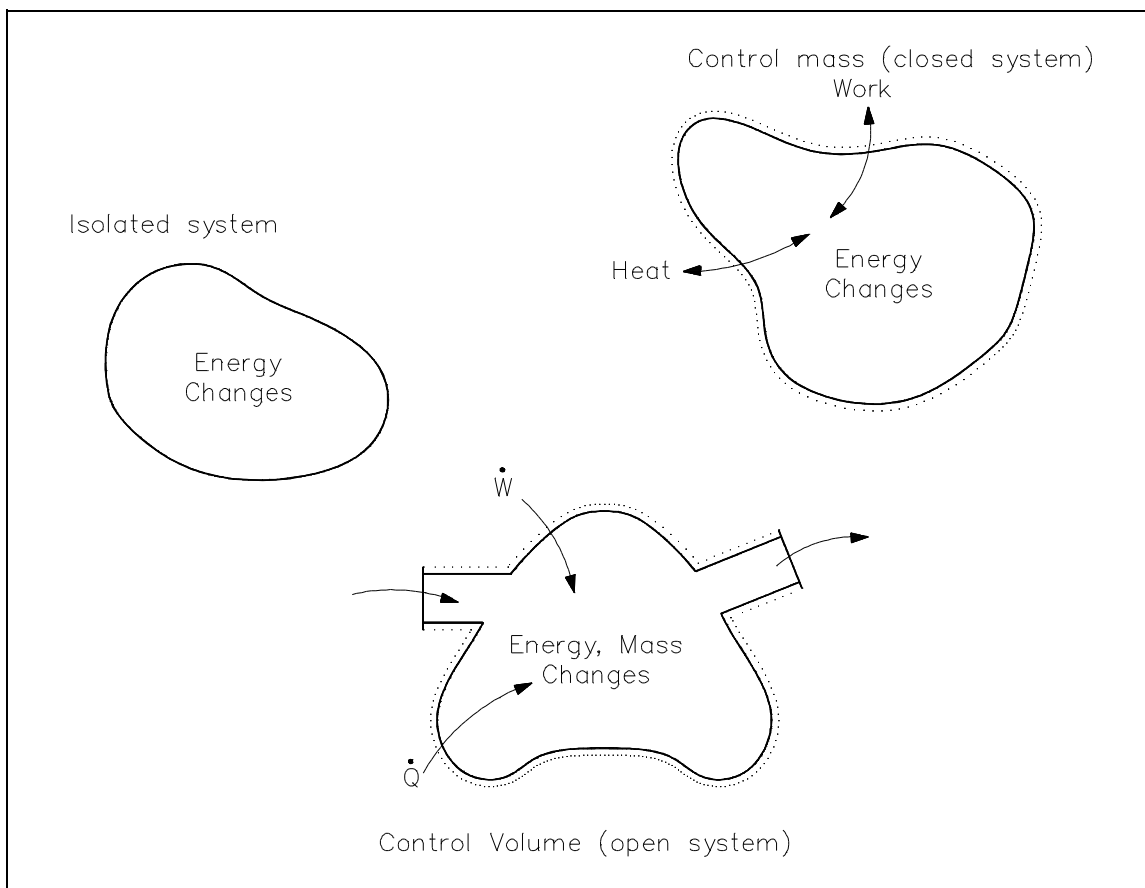 Control mass (closed system)
Work
Isolated system
Heat
Energy
Changes
Energy
Changes
Ẇ
Energy, Mass
Changes
Q̇
Control Volume (open system)